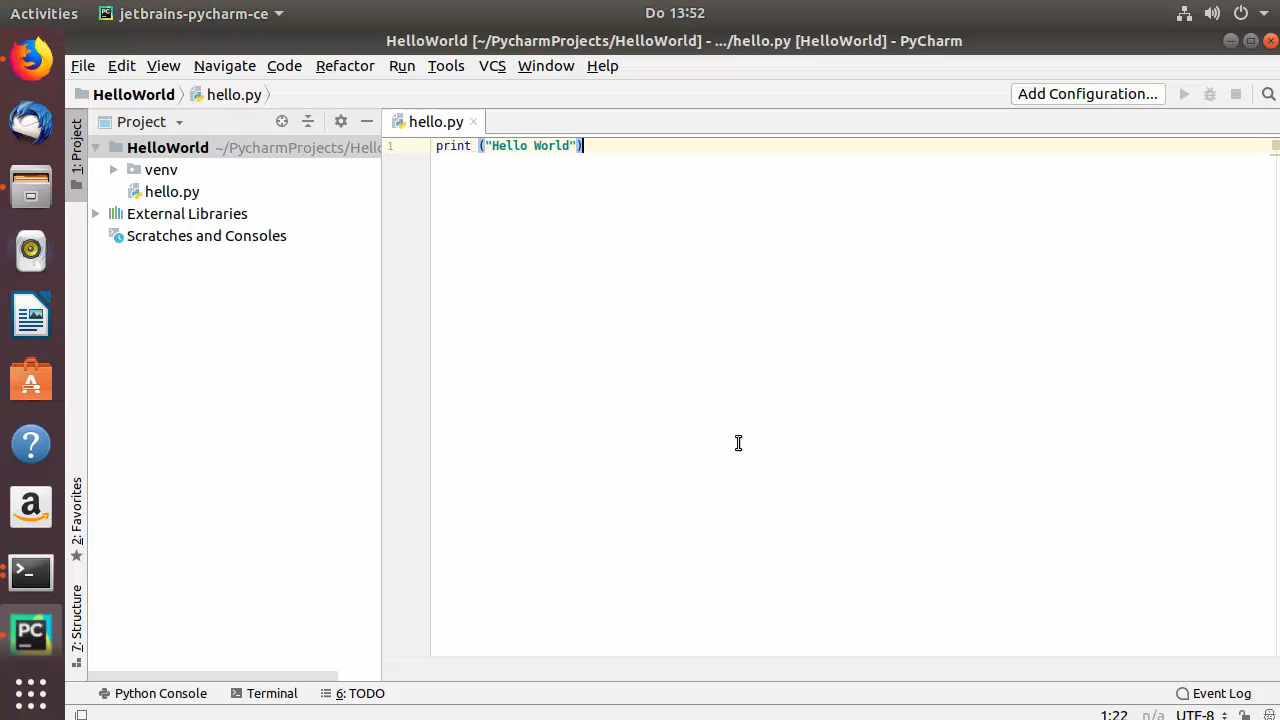 Activities jetbrains-pycharm-ce Do 13:52
HelloWorld [~/PycharmProjects/HelloWorld] - .../hello.py [HelloWorld] - PyCharm
File Edit View Navigate Code Refactor Run Tools VCS Window Help
HelloWorld hello.py Add Configuration...
1: Project
Project
hello.py
HelloWorld ~/PycharmProjects/Hello
1 print ("Hello World")
venv
hello.py
External Libraries
Scratches and Consoles
2: Favorites
7: Structure
PC
Python Console Terminal 6: TODO Event Log
1:22 n/a UTF-8